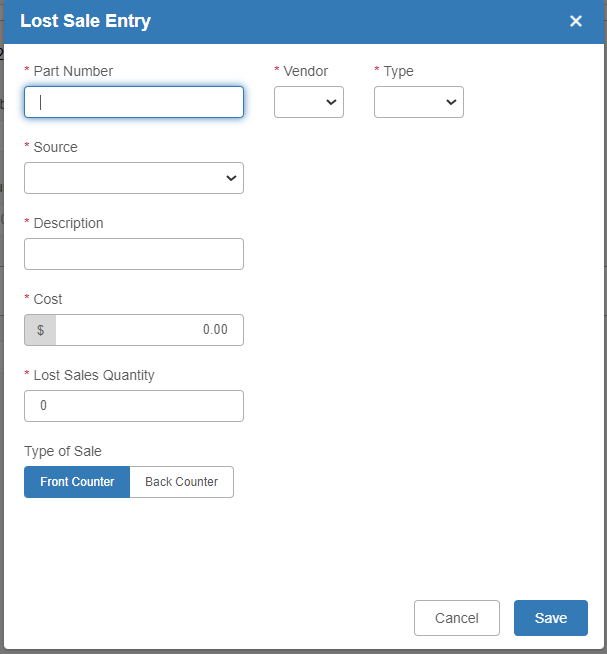 Lost Sale Entry ×
* Part Number * Vendor * Type
* Source
* Description
* Cost
$ 0.00
* Lost Sales Quantity
0
Type of Sale
Front Counter Back Counter
Cancel Save